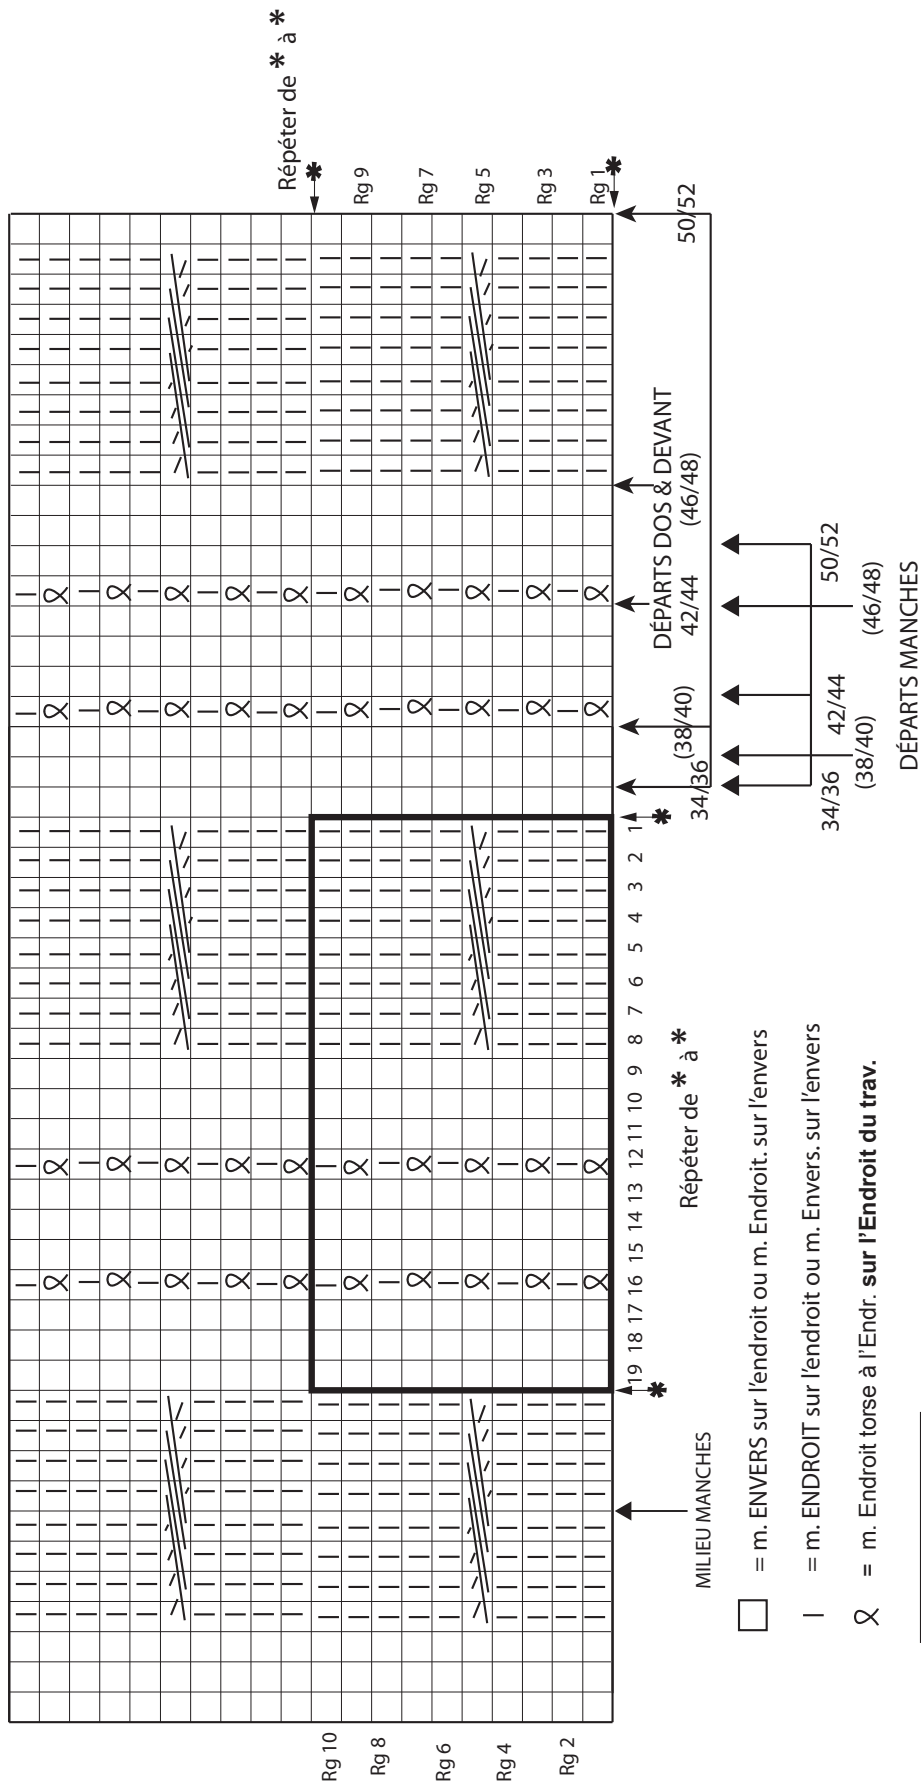 Répéter de * à *
*
Rg 9
Rg 7
Rg 5
Rg 3
Rg 1
*
Rg 10
Rg 8
Rg 6
Rg 4
Rg 2
19 18 17 16 15 14 13 12 11 10 9 8 7 6 5 4 3 2 1
* *
Répéter de * à *
MILIEU MANCHES
34/36
(38/40)
DÉPARTS DOS & DEVANT
42/44
(46/48)
50/52
34/36
(38/40)
42/44
(46/48)
50/52
DÉPARTS MANCHES
= m. ENVERS sur l'endroit ou m. Endroit. sur l'envers
= m. ENDROIT sur l'endroit ou m. Envers. sur l'envers
= m. Endroit torse à l'Endr. sur l'Endroit du trav.